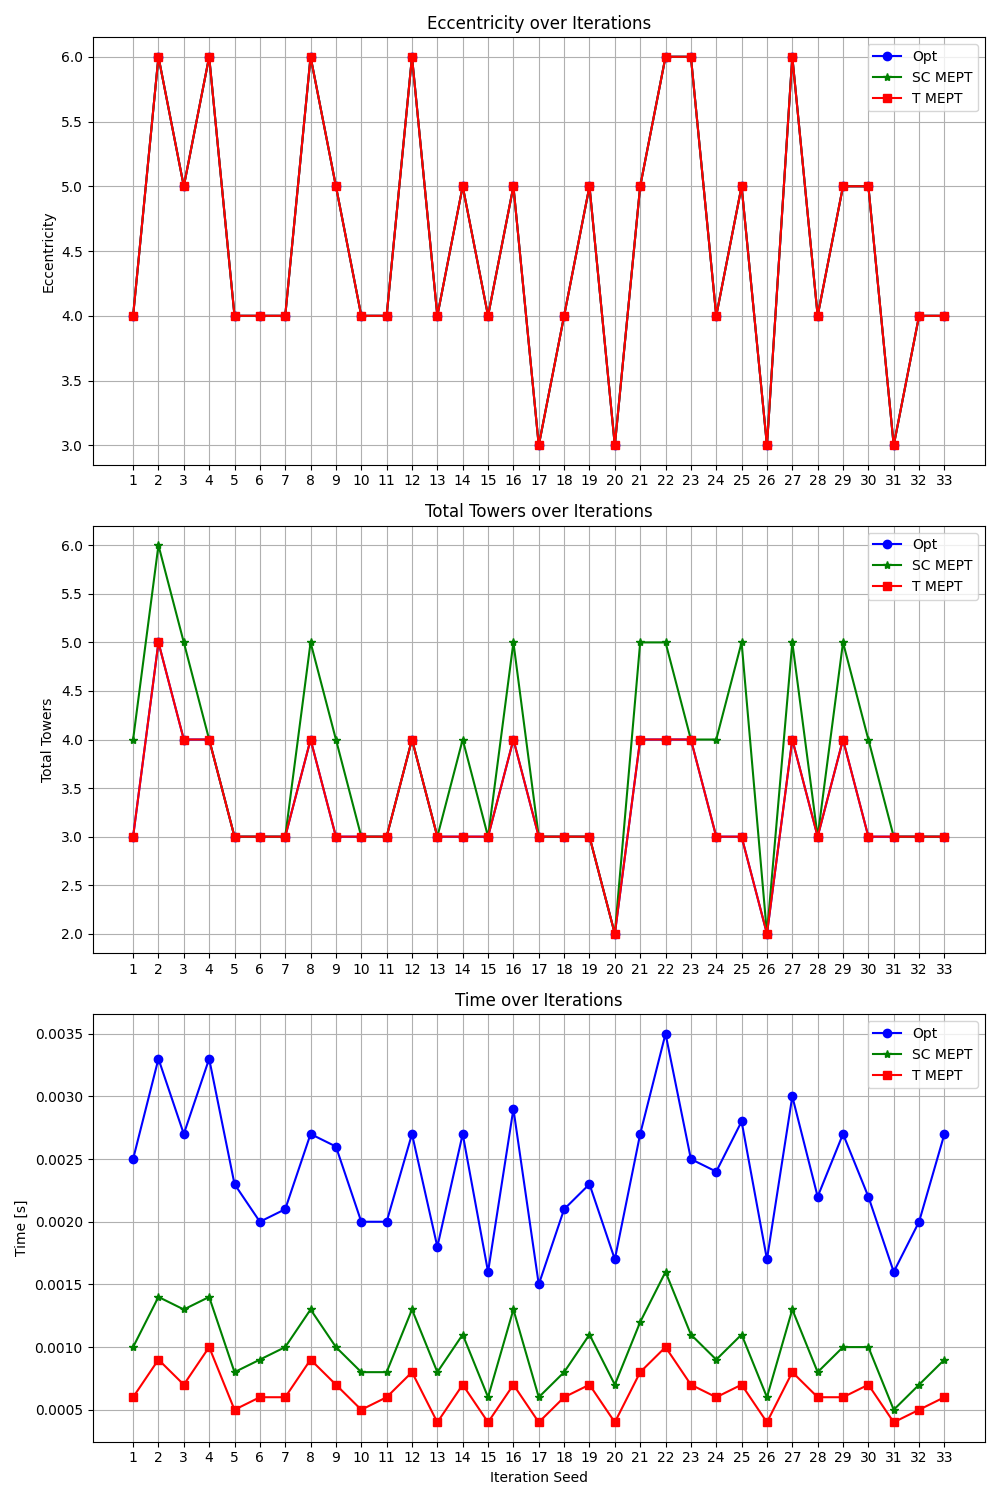 Eccentricity over Iterations
Opt
SC MEPT
T MEPT
Eccentricity
6.0
5.5
5.0
4.5
4.0
3.5
3.0
1 2 3 4 5 6 7 8 9 10 11 12 13 14 15 16 17 18 19 20 21 22 23 24 25 26 27 28 29 30 31 32 33
Total Towers over Iterations
Opt
SC MEPT
T MEPT
Total Towers
6.0
5.5
5.0
4.5
4.0
3.5
3.0
2.5
2.0
1 2 3 4 5 6 7 8 9 10 11 12 13 14 15 16 17 18 19 20 21 22 23 24 25 26 27 28 29 30 31 32 33
Time over Iterations
Opt
SC MEPT
T MEPT
Time [s]
0.0035
0.0030
0.0025
0.0020
0.0015
0.0010
0.0005
1 2 3 4 5 6 7 8 9 10 11 12 13 14 15 16 17 18 19 20 21 22 23 24 25 26 27 28 29 30 31 32 33
Iteration Seed